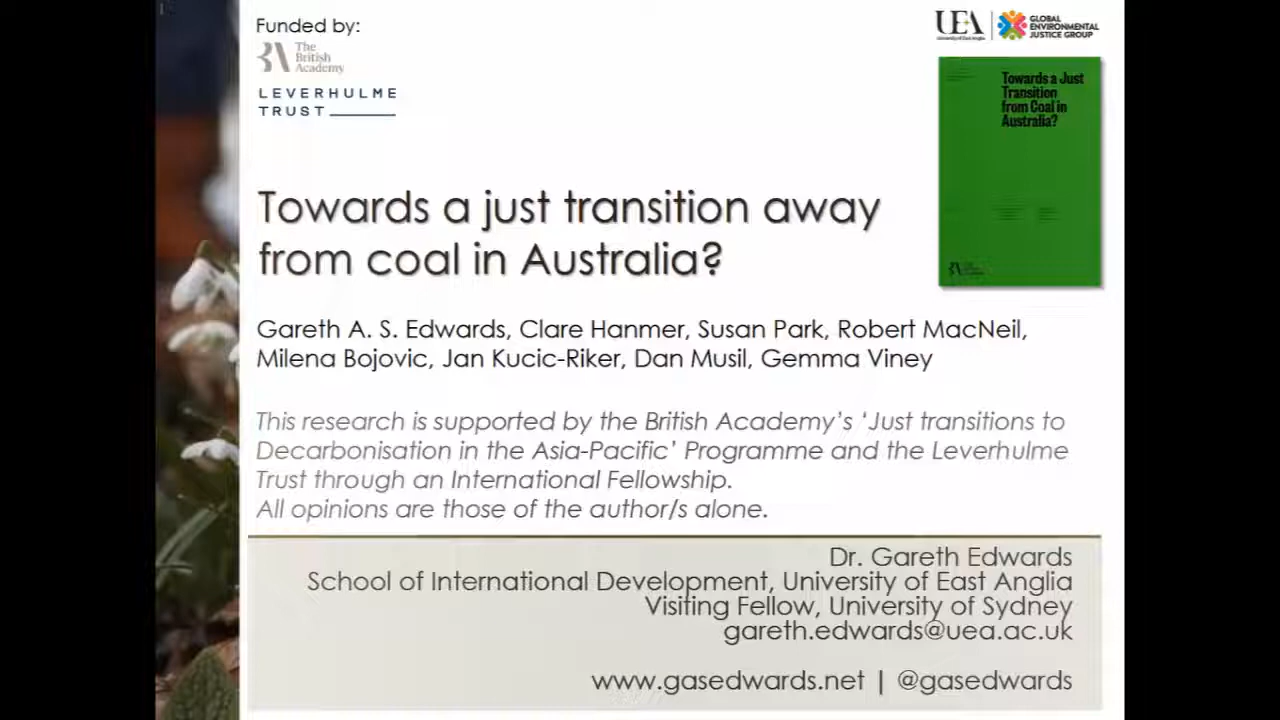 Funded by:
The
British
Academy
LEVERHULME
TRUST
UEA
University of East Anglia
GLOBAL
ENVIRONMENTAL
JUSTICE GROUP
Towards a Just
Transition
from Coal in
Australia?
Towards a just transition away
from coal in Australia?
Gareth A. S. Edwards, Clare Hanmer, Susan Park, Robert MacNeil,
Milena Bojovic, Jan Kucic-Riker, Dan Musil, Gemma Viney
This research is supported by the British Academy's 'Just transitions to
Decarbonisation in the Asia-Pacific' Programme and the Leverhulme
Trust through an International Fellowship.
All opinions are those of the author/s alone.
Dr. Gareth Edwards
School of International Development, University of East Anglia
Visiting Fellow, University of Sydney
gareth.edwards@uea.ac.uk
www.gasedwards.net | @gasedwards